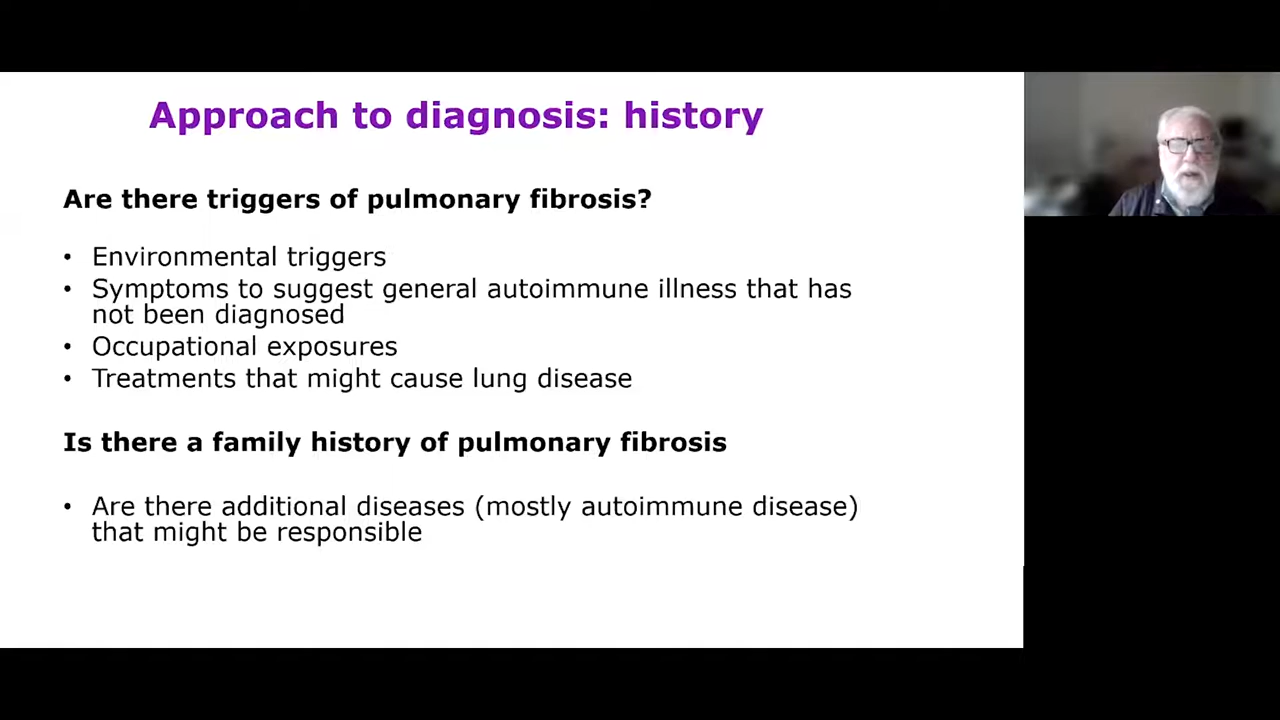 Approach to diagnosis: history
Are there triggers of pulmonary fibrosis?
• Environmental triggers
• Symptoms to suggest general autoimmune illness that has
not been diagnosed
• Occupational exposures
• Treatments that might cause lung disease
Is there a family history of pulmonary fibrosis
• Are there additional diseases (mostly autoimmune disease)
that might be responsible